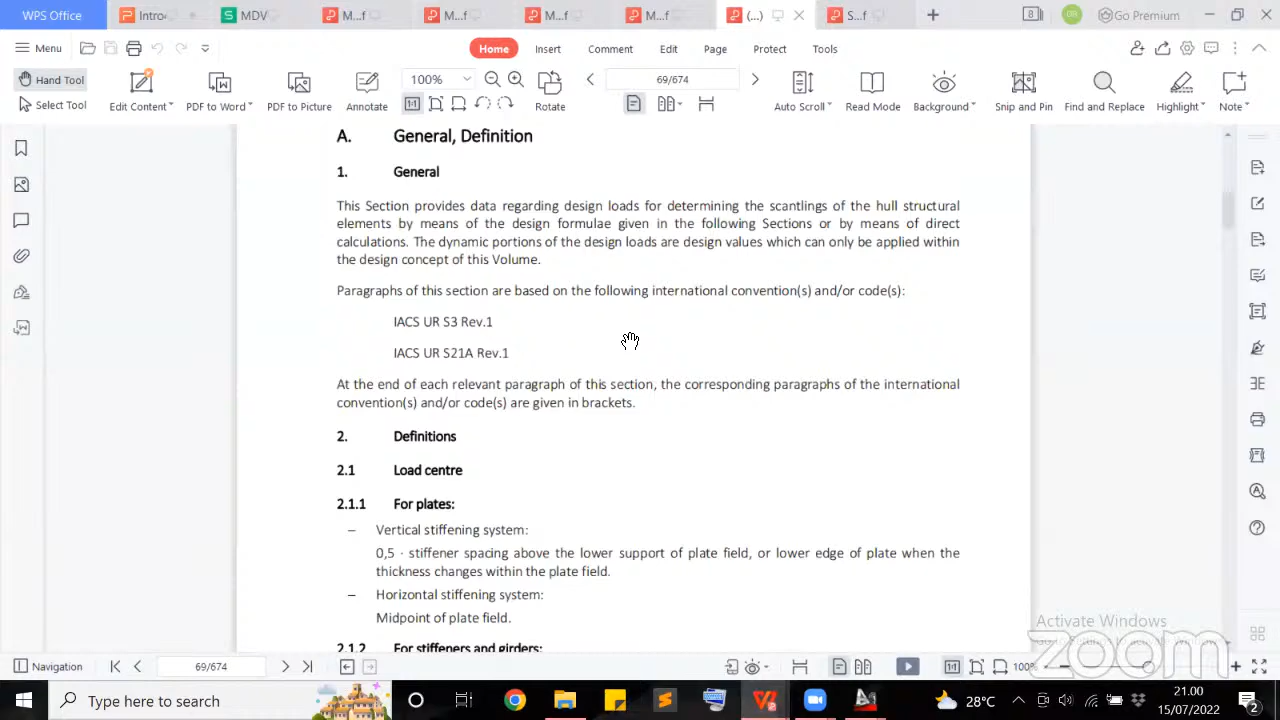 WPS Office
Introd
MDV
M...f
M...f
M...f
M...f
(...)
S...f
8
Go Premium
Menu
Home
Insert
Comment
Edit
Page
Protect
Tools
Hand Tool
Select Tool
Edit Content
PDF to Word
PDF to Picture
Annotate
100%
1:1
Rotate
69/674
Auto Scroll
Read Mode
Background
Snip and Pin
Find and Replace
Highlight
Note
A. General, Definition
1. General
This Section provides data regarding design loads for determining the scantlings of the hull structural
elements by means of the design formulae given in the following Sections or by means of direct
calculations. The dynamic portions of the design loads are design values which can only be applied within
the design concept of this Volume.
Paragraphs of this section are based on the following international convention(s) and/or code(s):
IACS UR S3 Rev.1
IACS UR S21A Rev.1
At the end of each relevant paragraph of this section, the corresponding paragraphs of the international
convention(s) and/or code(s) are given in brackets.
2. Definitions
2.1 Load centre
2.1.1 For plates:
– Vertical stiffening system:
0,5 · stiffener spacing above the lower support of plate field, or lower edge of plate when the
thickness changes within the plate field.
– Horizontal stiffening system:
Midpoint of plate field.
2.1.2 For stiffeners and girders:
Activate Windows
zoom
Navigation
69/674
1:1
100%
Type here to search
28°C
21.00
15/07/2022
2